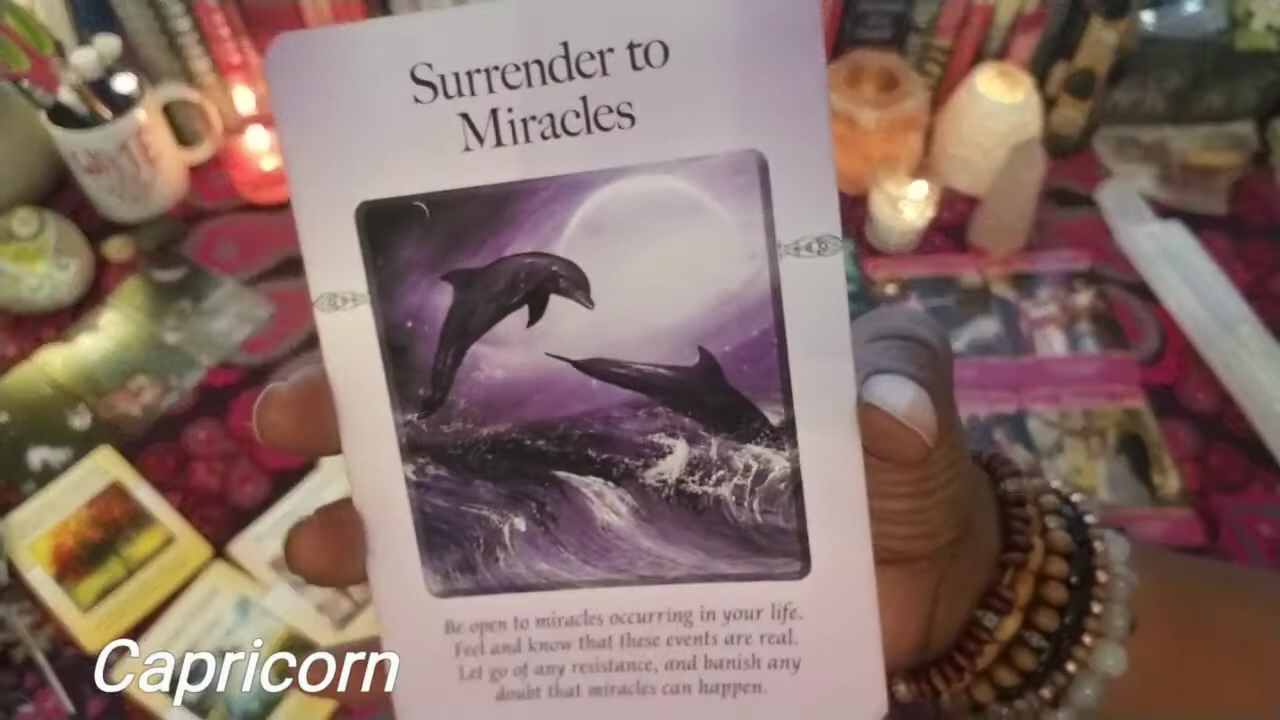 Surrender to
Miracles
Be open to miracles occurring in your life.
Feel and know that these events are real.
Let go of any resistance, and banish any
doubt that miracles can happen.
Capricorn